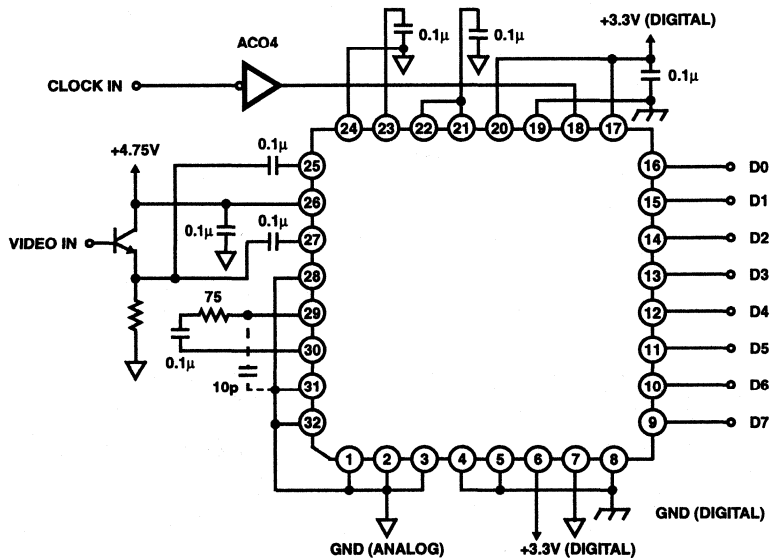 +3.3V (DIGITAL)
ACO4
0.1μ
0.1μ
0.1μ
CLOCK IN
24 23 22 21 20 19 18 17
+4.75V
0.1μ
25
16 D0
26
15 D1
0.1μ
0.1μ
VIDEO IN
27
14 D2
28
13 D3
75
29
12 D4
30
11 D5
0.1μ
10p
31
10 D6
32
9 D7
1 2 3 4 5 6 7 8
GND (DIGITAL)
GND (ANALOG)
+3.3V (DIGITAL)